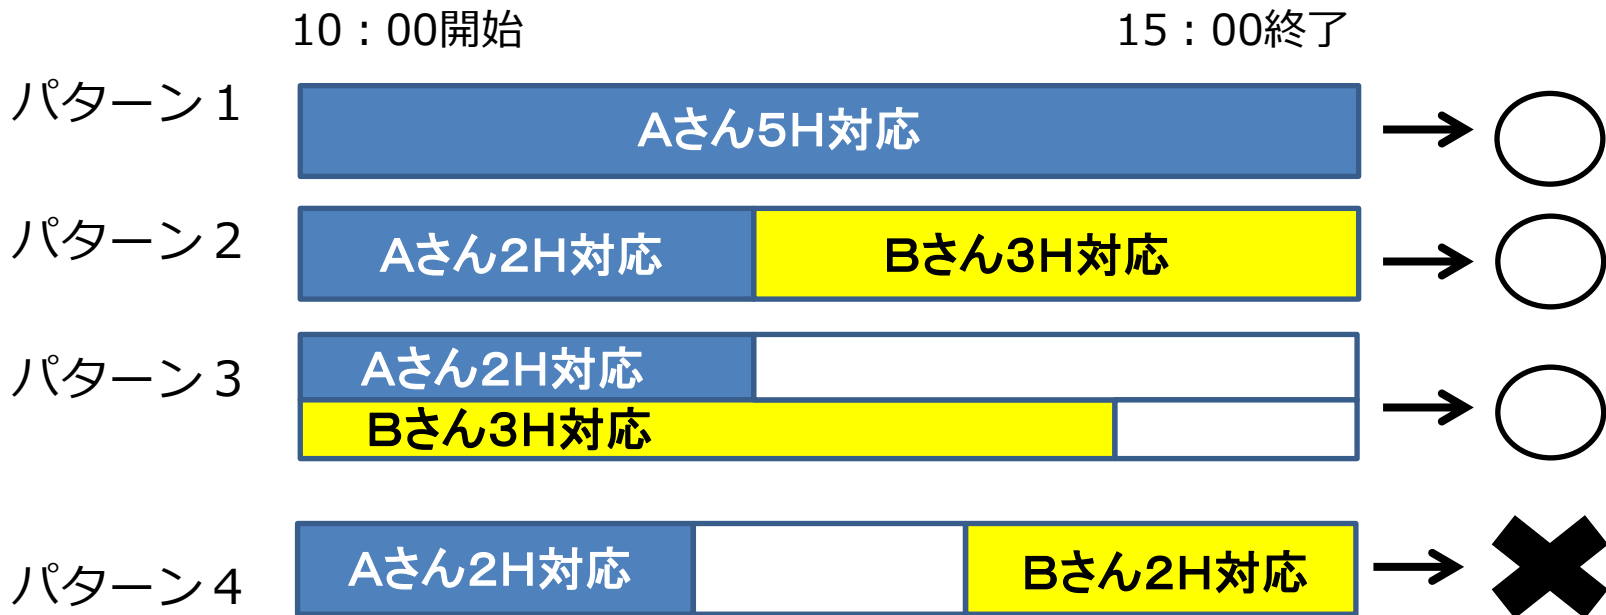 10：00開始 15：00終了
パターン１ Aさん5H対応
パターン２ Aさん2H対応 Bさん3H対応
パターン３ Aさん2H対応
Bさん3H対応
パターン４ Aさん2H対応 Bさん2H対応